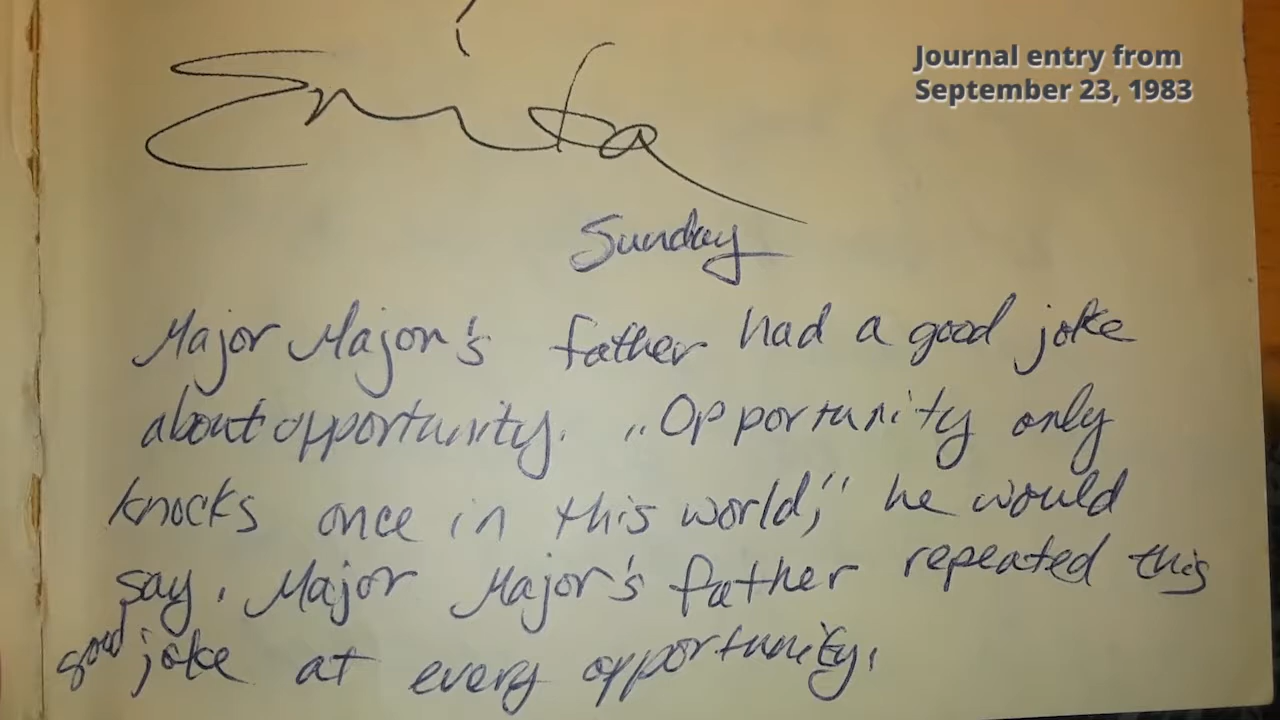 Journal entry from
September 23, 1983
Enita
Sunday
Major Major's father had a good joke
about opportunity. „Opportunity only
knocks once in this world,“ he would
say. Major Major's father repeated this
good joke at every opportunity.